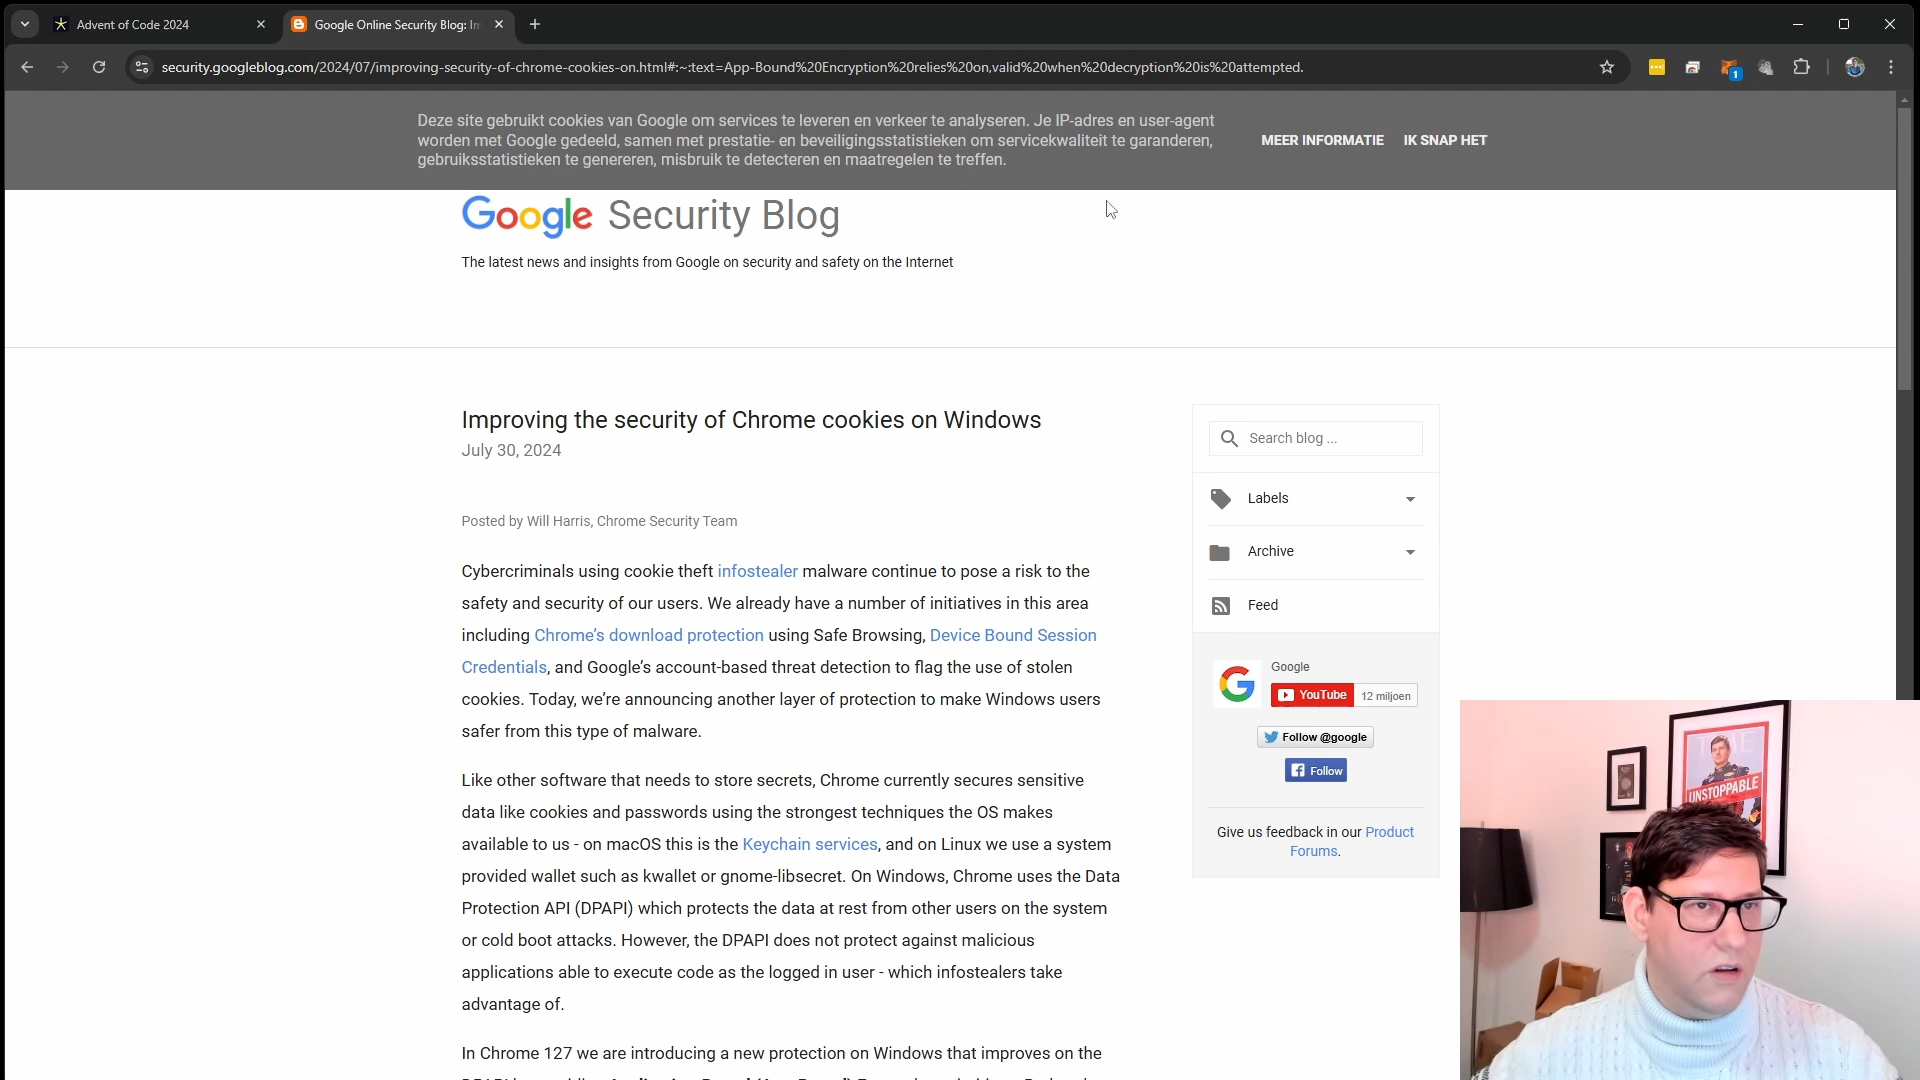 Advent of Code 2024
Google Online Security Blog: Im
security.googleblog.com/2024/07/improving-security-of-chrome-cookies-on.html#:~:text=App-Bound%20Encryption%20relies%20on,valid%20when%20decryption%20is%20attempted.
1
Deze site gebruikt cookies van Google om services te leveren en verkeer te analyseren. Je IP-adres en user-agent
worden met Google gedeeld, samen met prestatie- en beveiligingsstatistieken om servicekwaliteit te garanderen,
gebruiksstatistieken te genereren, misbruik te detecteren en maatregelen te treffen.
MEER INFORMATIE
IK SNAP HET
Google Security Blog
The latest news and insights from Google on security and safety on the Internet
Improving the security of Chrome cookies on Windows
July 30, 2024
Posted by Will Harris, Chrome Security Team
Cybercriminals using cookie theft infostealer malware continue to pose a risk to the
safety and security of our users. We already have a number of initiatives in this area
including Chrome’s download protection using Safe Browsing, Device Bound Session
Credentials, and Google’s account-based threat detection to flag the use of stolen
cookies. Today, we’re announcing another layer of protection to make Windows users
safer from this type of malware.
Like other software that needs to store secrets, Chrome currently secures sensitive
data like cookies and passwords using the strongest techniques the OS makes
available to us - on macOS this is the Keychain services, and on Linux we use a system
provided wallet such as kwallet or gnome-libsecret. On Windows, Chrome uses the Data
Protection API (DPAPI) which protects the data at rest from other users on the system
or cold boot attacks. However, the DPAPI does not protect against malicious
applications able to execute code as the logged in user - which infostealers take
advantage of.
In Chrome 127 we are introducing a new protection on Windows that improves on the
Search blog ...
Labels
Archive
Feed
Google
YouTube
12 miljoen
Follow @google
Follow
Give us feedback in our Product
Forums.
TIME
UNSTOPPABLE